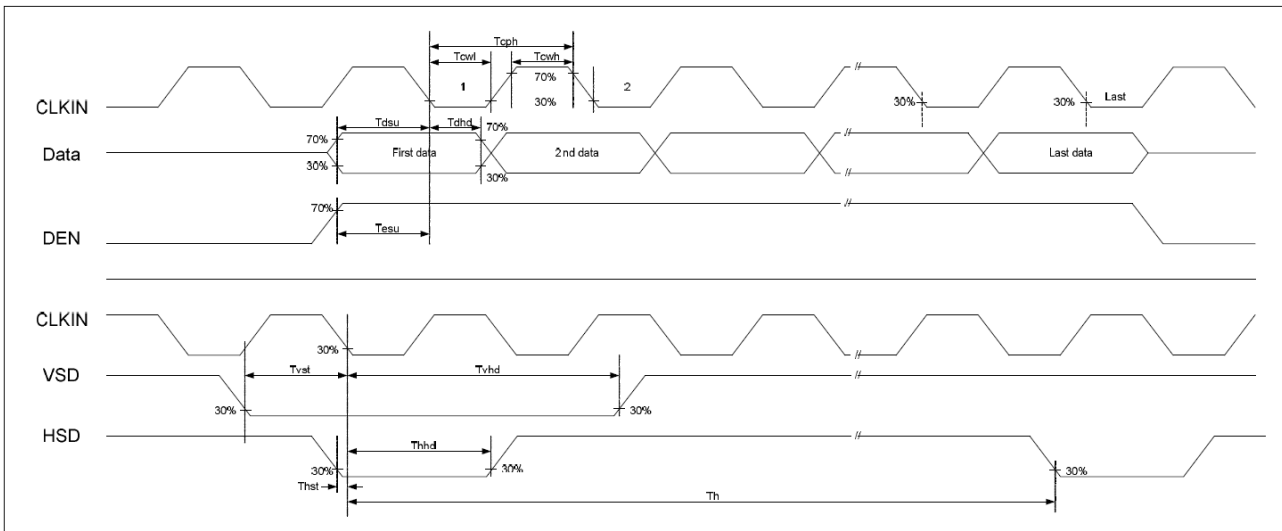 Tcph
Tcwl
Tcwh
1
70%
2
30%
30%
30%
Last
CLKIN
Tdsu
Tdhd
70%
70%
Data
First data
2nd data
Last data
30%
30%
70%
DEN
Tesu
CLKIN
30%
VSD
Tvst
Tvhd
30%
30%
HSD
Thhd
30%
30%
30%
Thst
Th